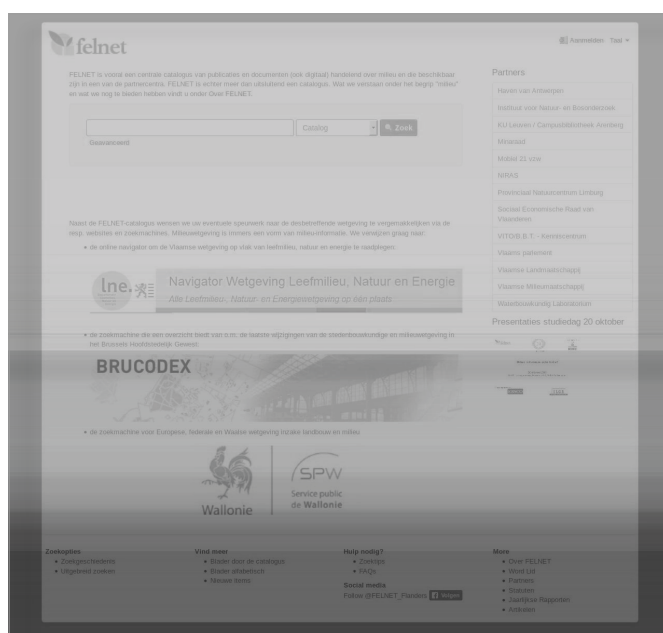 felnet
Aanmelden Taal
FELNET is vooral een centrale catalogus van publicaties en documenten (ook digitaal) handelend over milieu en die beschikbaar
zijn in een van de partnercentra. FELNET is echter meer dan uitsluitend een catalogus. Wat we verstaan onder het begrip "milieu"
en wat we nog te bieden hebben vindt u onder Over FELNET.
Catalog Zoek
Geavanceerd
Naast de FELNET-catalogus wensen we uw eventuele speurwerk naar de desbetreffende wetgeving te vergemakkelijken via de
resp. websites en zoekmachines. Milieuwetgeving is immers een vorm van milieu-informatie. We verwijzen graag naar:
• de online navigator om de Vlaamse wetgeving op vlak van leefmilieu, natuur en energie te raadplegen:
lne.
Navigator Wetgeving Leefmilieu, Natuur en Energie
Alle Leefmilieu-, Natuur- en Energiewetgeving op een plaats
• de zoekmachine die een overzicht biedt van o.m. de laatste wijzigingen van de stedenbouwkundige en milieuwetgeving in
het Brussels Hoofdstedelijk Gewest:
BRUCODEX
• de zoekmachine voor Europese, federale en Waalse wetgeving inzake landbouw en milieu
Wallonie
SPW
Service public
de Wallonie
Partners
Haven van Antwerpen
Instituut voor Natuur- en Bosonderzoek
KU Leuven / Campusbibliotheek Arenberg
Minaraad
Mobiel 21 vzw
NIRAS
Provinciaal Natuurcentrum Limburg
Sociaal Economische Raad van
Vlaanderen
VITO/B.B.T. - Kenniscentrum
Vlaams parlement
Vlaamse Landmaatschappij
Vlaamse Milieumaatschappij
Waterbouwkundig Laboratorium
Presentaties studiedag 20 oktober
Zoekopties
• Zoekgeschiedenis
• Uitgebreid zoeken
Vind meer
• Blader door de catalogus
• Blader alfabetisch
• Nieuwe items
Hulp nodig?
• Zoektips
• FAQs
Social media
Follow @FELNET_Flanders Volgen
More
• Over FELNET
• Word Lid
• Partners
• Statuten
• Jaarlijkse Rapporten
• Artikelen